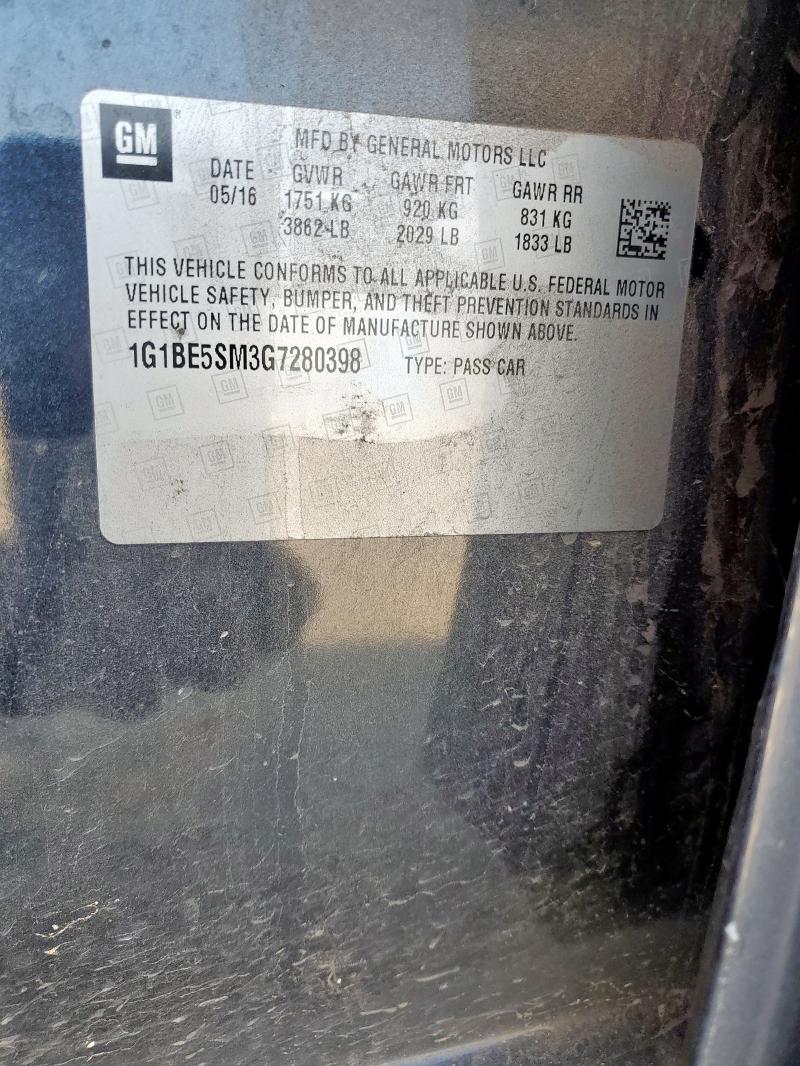 GM
MFD BY GENERAL MOTORS LLC
DATE GVWR GAWR FRT GAWR RR
05/16 1751 KG 920 KG 831 KG
3862 LB 2029 LB 1833 LB
THIS VEHICLE CONFORMS TO ALL APPLICABLE U.S. FEDERAL MOTOR
VEHICLE SAFETY, BUMPER, AND THEFT PREVENTION STANDARDS IN
EFFECT ON THE DATE OF MANUFACTURE SHOWN ABOVE.
1G1BE5SM3G7280398 TYPE: PASS CAR